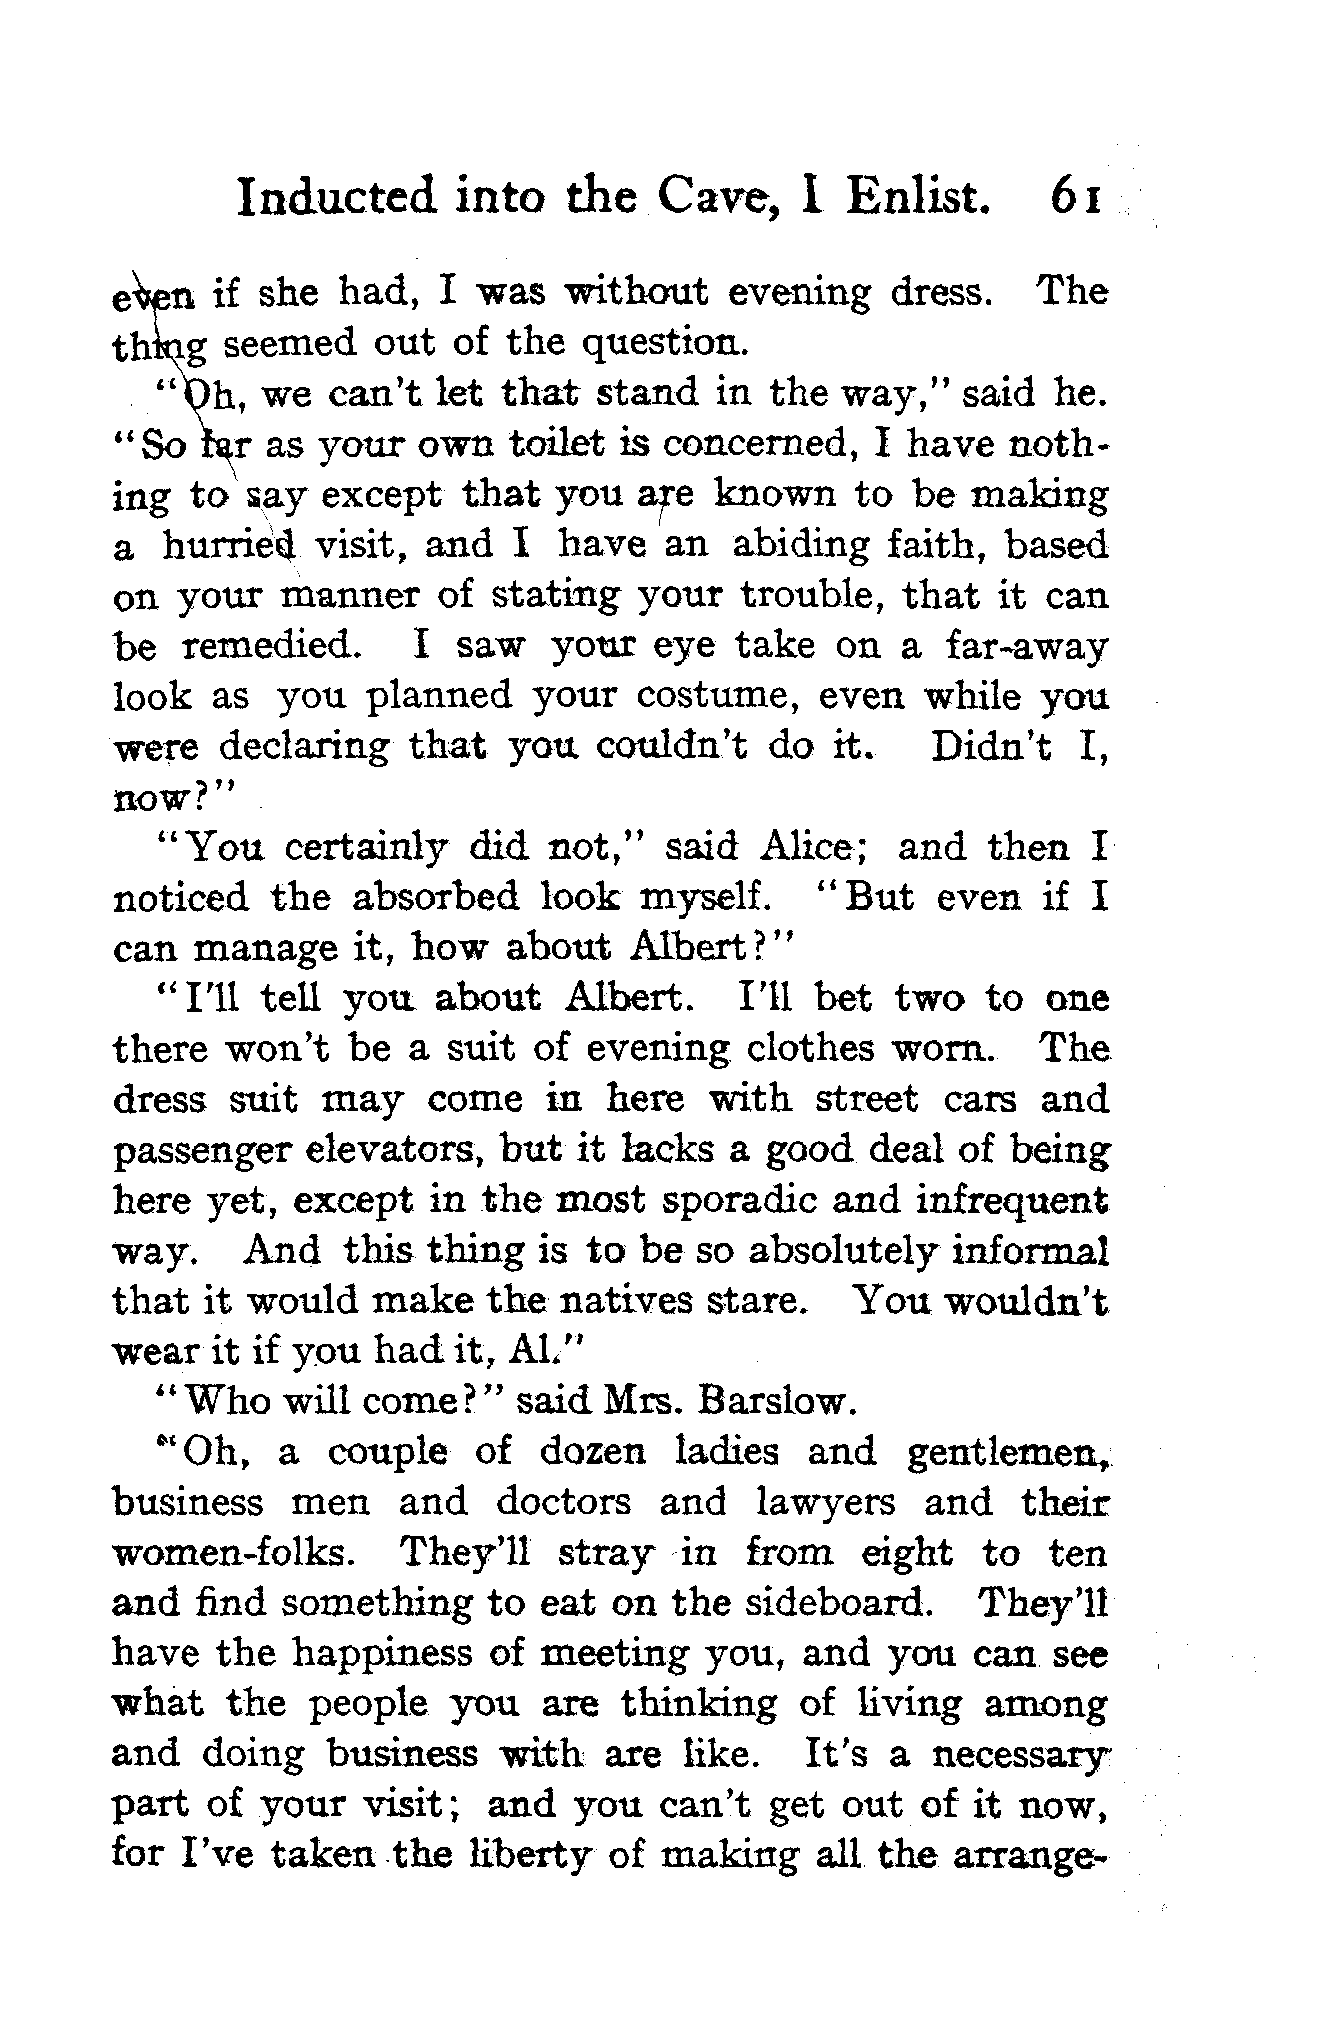 Inducted into the Cave, I Enlist. 61
even if she had, I was without evening dress. The
thing seemed out of the question.
"Oh, we can't let that stand in the way," said he.
"So far as your own toilet is concerned, I have noth-
ing to say except that you are known to be making
a hurried visit, and I have an abiding faith, based
on your manner of stating your trouble, that it can
be remedied. I saw your eye take on a far-away
look as you planned your costume, even while you
were declaring that you couldn't do it. Didn't I,
now?"
"You certainly did not," said Alice; and then I
noticed the absorbed look myself. "But even if I
can manage it, how about Albert?"
"I'll tell you about Albert. I'll bet two to one
there won't be a suit of evening clothes worn. The
dress suit may come in here with street cars and
passenger elevators, but it lacks a good deal of being
here yet, except in the most sporadic and infrequent
way. And this thing is to be so absolutely informal
that it would make the natives stare. You wouldn't
wear it if you had it, Al."
"Who will come?" said Mrs. Barslow.
"Oh, a couple of dozen ladies and gentlemen,
business men and doctors and lawyers and their
women-folks. They'll stray in from eight to ten
and find something to eat on the sideboard. They'll
have the happiness of meeting you, and you can see
what the people you are thinking of living among
and doing business with are like. It's a necessary
part of your visit; and you can't get out of it now,
for I've taken the liberty of making all the arrange-